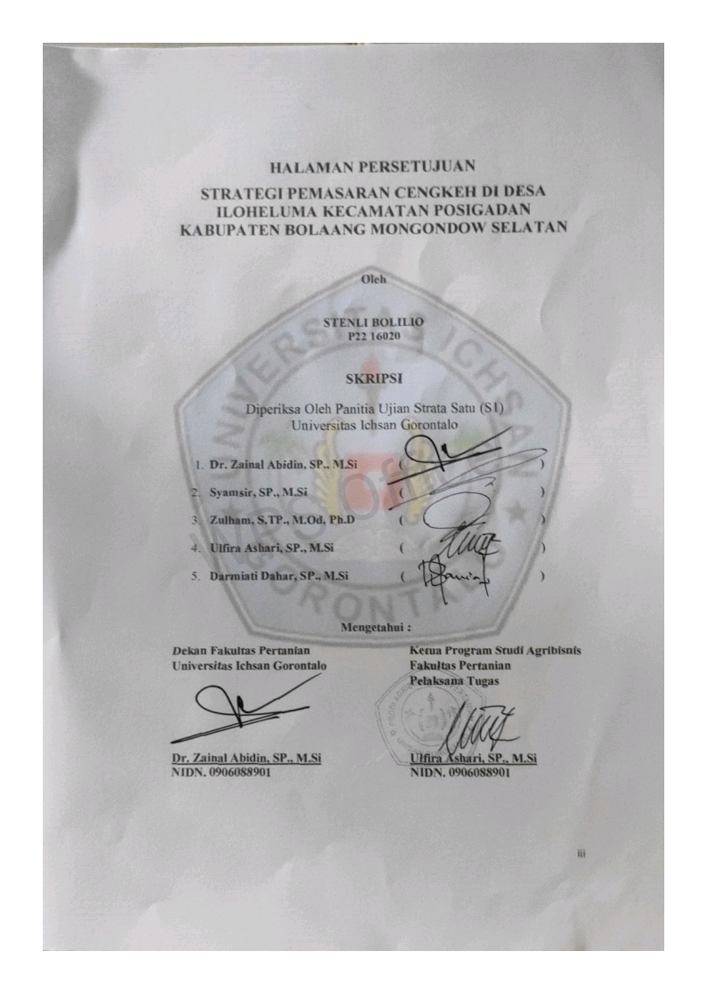 HALAMAN PERSETUJUAN
STRATEGI PEMASARAN CENGKEH DI DESA
ILOHELUMA KECAMATAN POSIGADAN
KABUPATEN BOLAANG MONGONDOW SELATAN
Oleh
STENLI BOLILIO
P22 16020
SKRIPSI
Diperiksa Oleh Panitia Ujian Strata Satu (S1)
Universitas Ichsan Gorontalo
1. Dr. Zainal Abidin, SP., M.Si ( )
2. Syamsir, SP., M.Si ( )
3. Zulham, S.TP., M.Od, Ph.D ( )
4. Ulfira Ashari, SP., M.Si ( )
5. Darmiati Dahar, SP., M.Si ( )
UNIVERSITAS ICHSAN
GORONTALO
Mengetahui :
Dekan Fakultas Pertanian
Universitas Ichsan Gorontalo
Dr. Zainal Abidin, SP., M.Si
NIDN. 0906088901
Ketua Program Studi Agribisnis
Fakultas Pertanian
Pelaksana Tugas
Ulfira Ashari, SP., M.Si
NIDN. 0906088901
iii